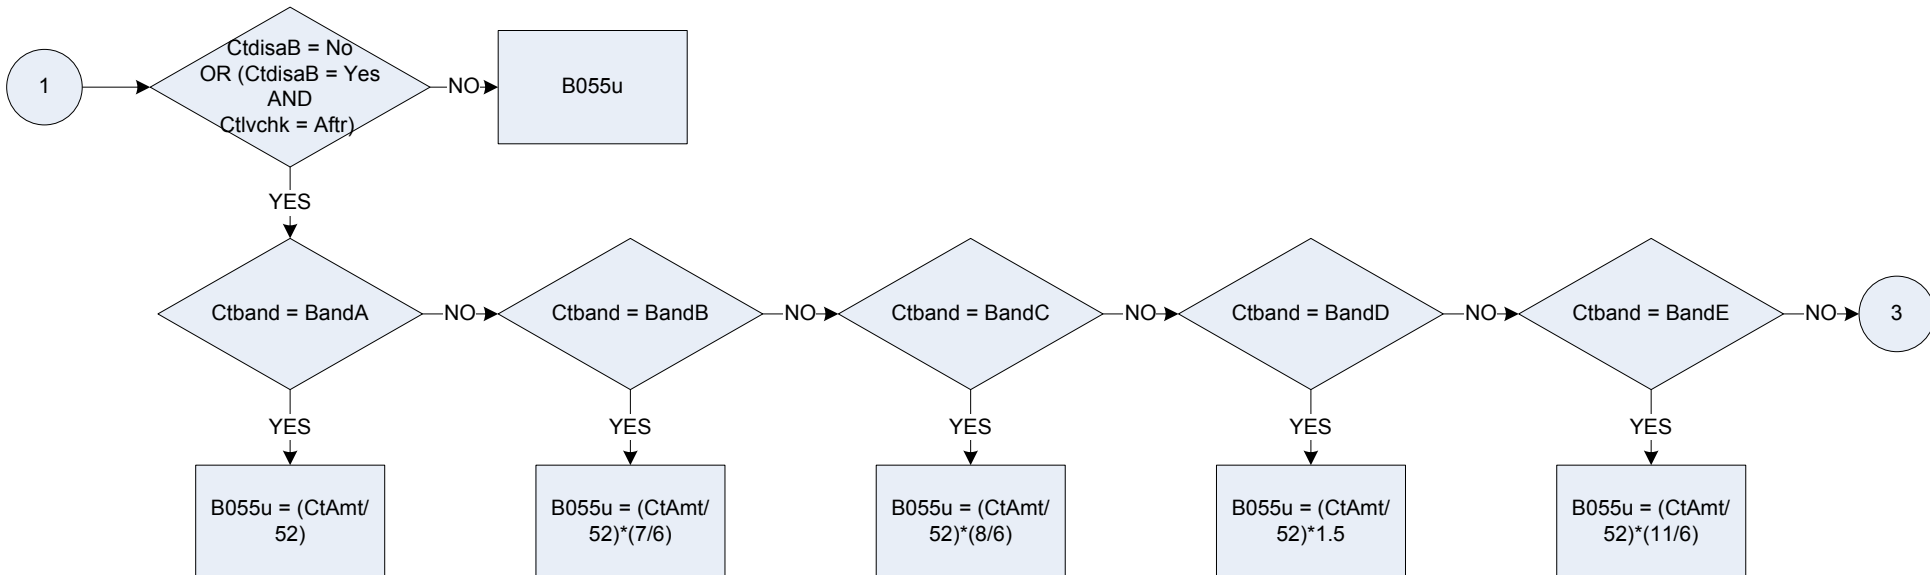 1
CtdisaB = No
OR (CtdisaB = Yes
AND
Ctlvchk = Aftr)
NO
B055u
YES
Ctband = BandA
NO
Ctband = BandB
NO
Ctband = BandC
NO
Ctband = BandD
NO
Ctband = BandE
NO
3
YES
YES
YES
YES
YES
B055u = (CtAmt/
52)
B055u = (CtAmt/
52)*(7/6)
B055u = (CtAmt/
52)*(8/6)
B055u = (CtAmt/
52)*1.5
B055u = (CtAmt/
52)*(11/6)